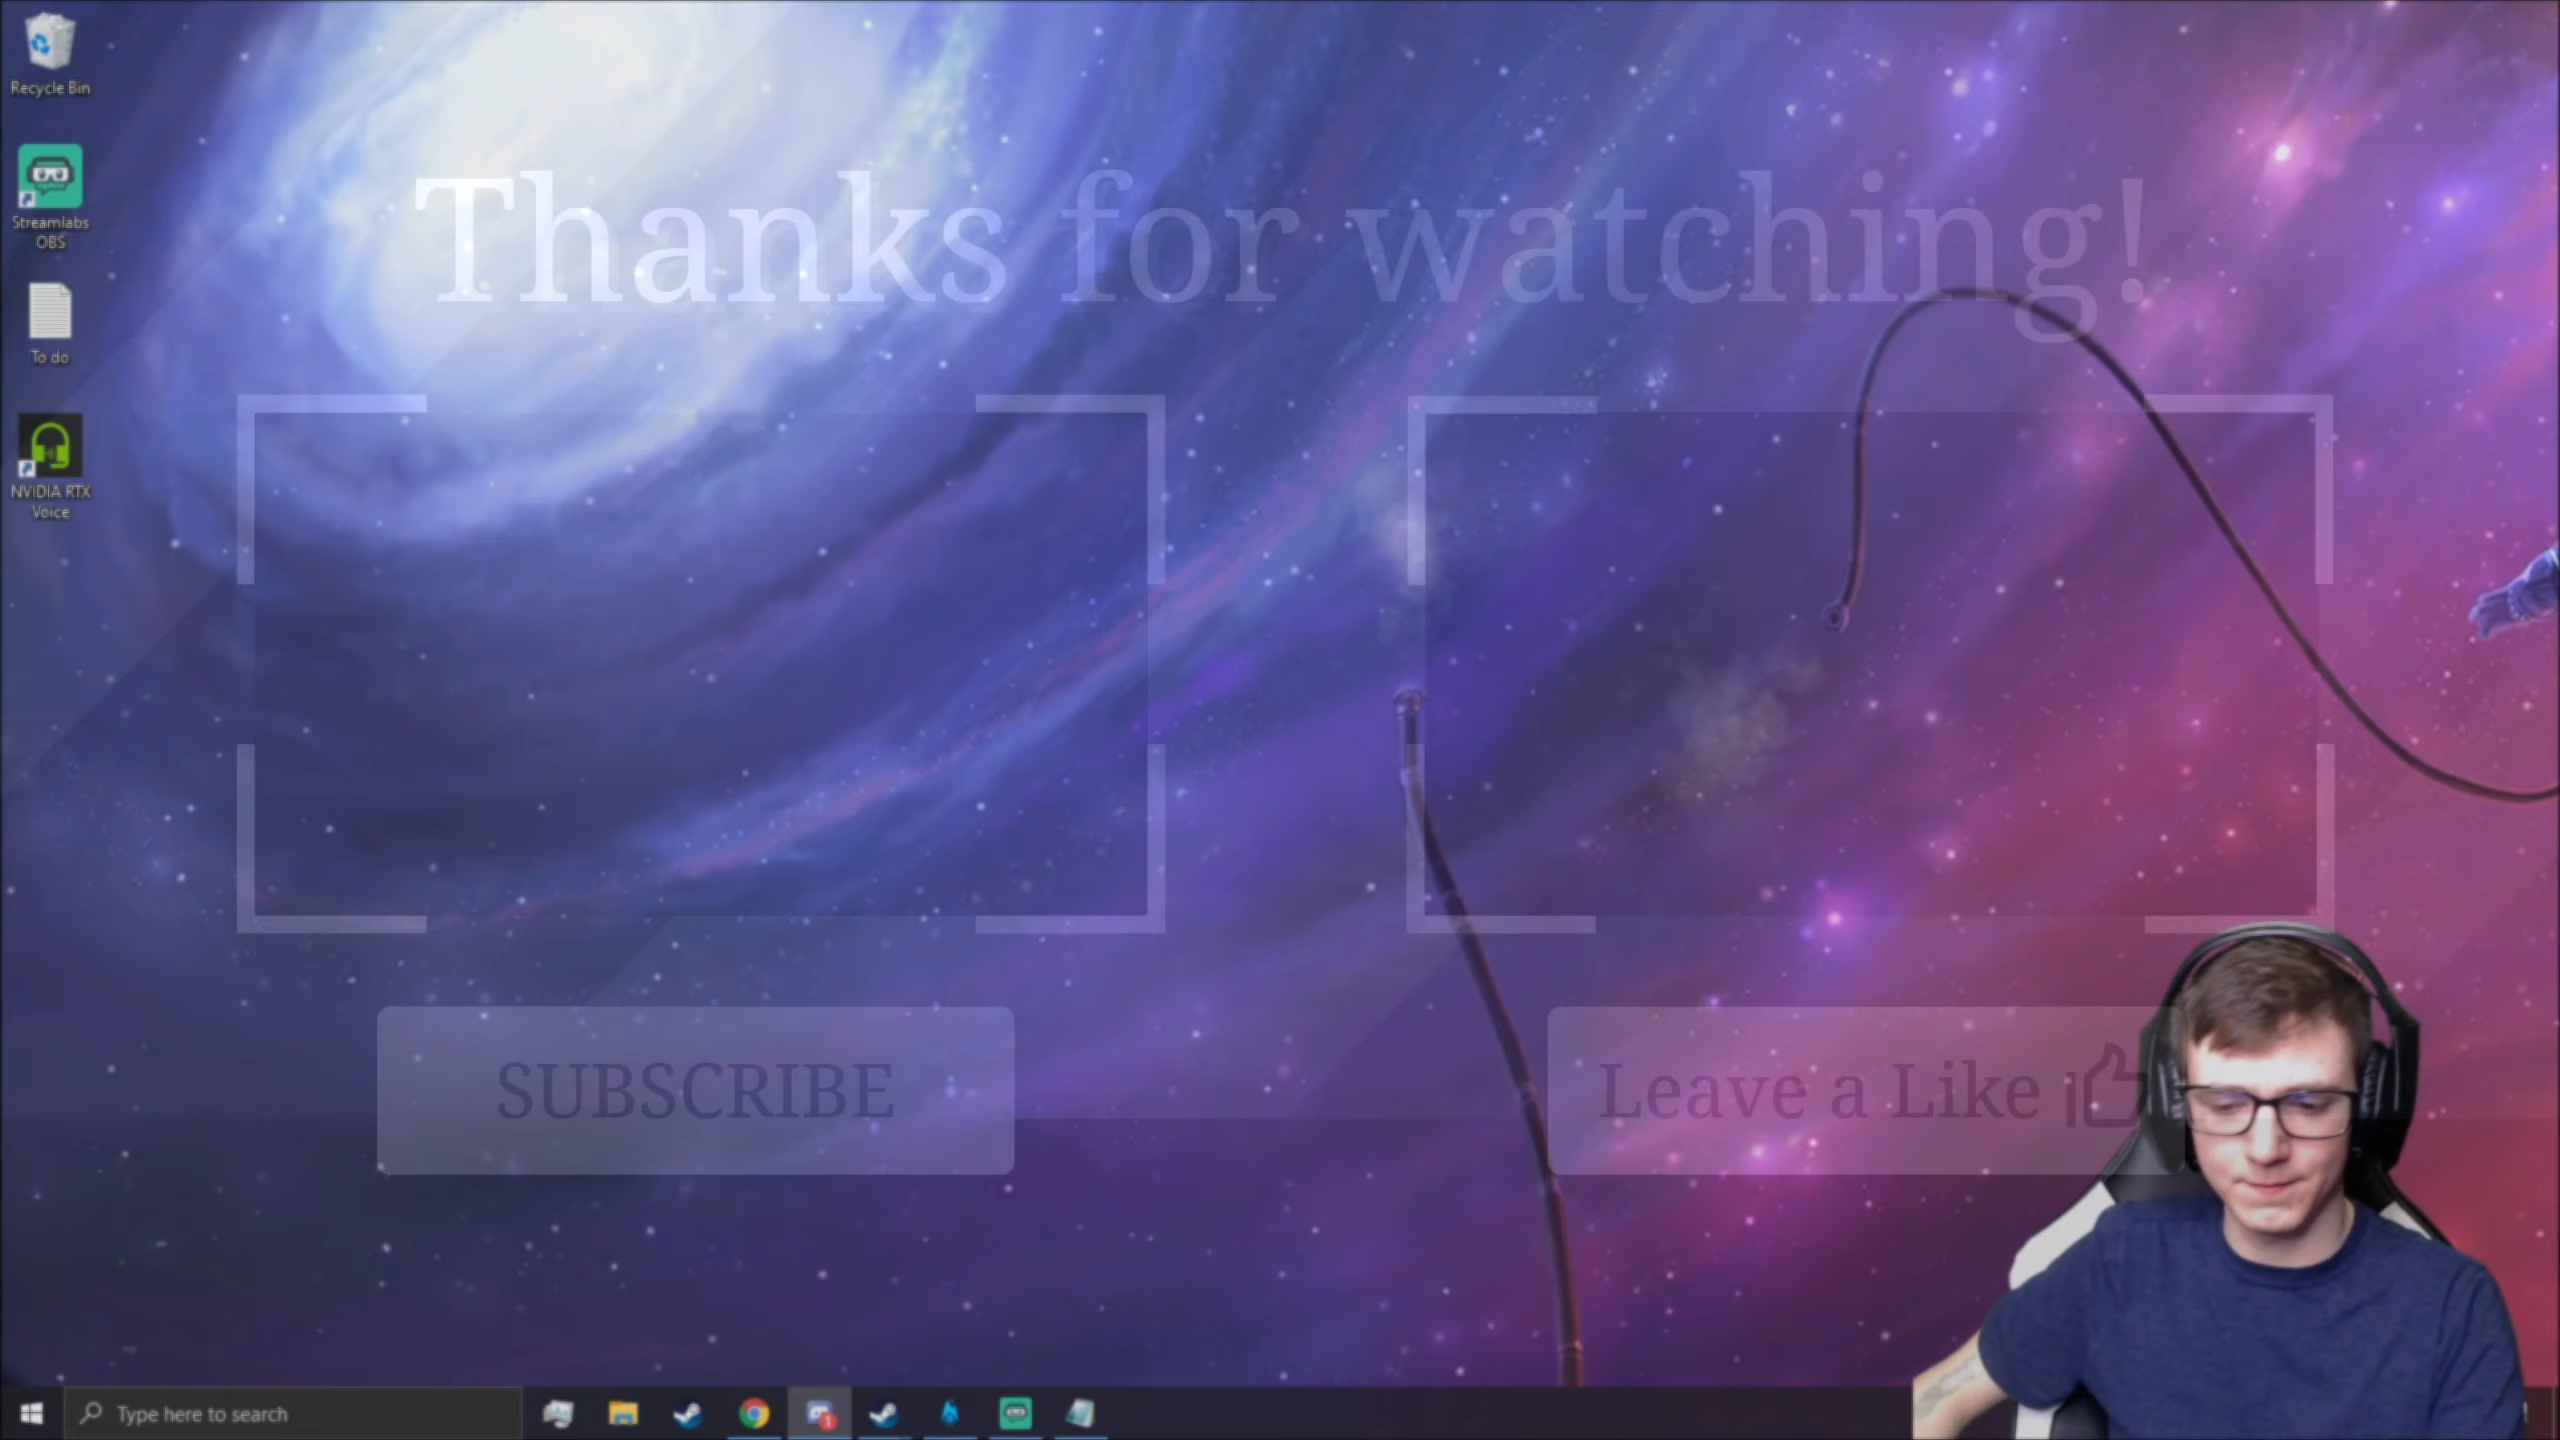 Recycle Bin
Streamlabs
OBS
To do
NVIDIA RTX
Voice
Thanks for watching!
SUBSCRIBE
Leave a Like
Type here to search
1